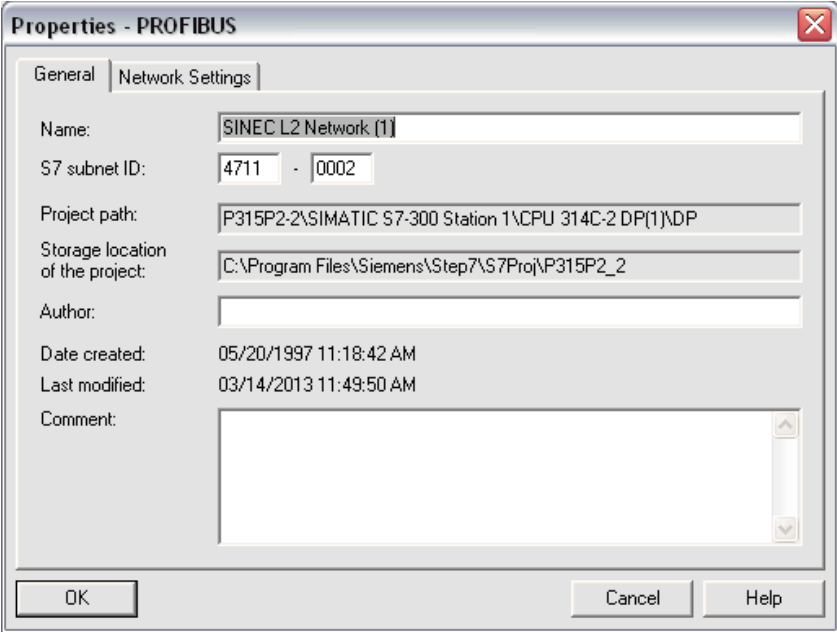 Properties - PROFIBUS
General Network Settings
Name: SINEC L2 Network (1)
S7 subnet ID: 4711 - 0002
Project path: P315P2-2\SIMATIC S7-300 Station 1\CPU 314C-2 DP(1)\DP
Storage location
of the project: C:\Program Files\Siemens\Step7\S7Proj\P315P2_2
Author:
Date created: 05/20/1997 11:18:42 AM
Last modified: 03/14/2013 11:49:50 AM
Comment:
OK Cancel Help